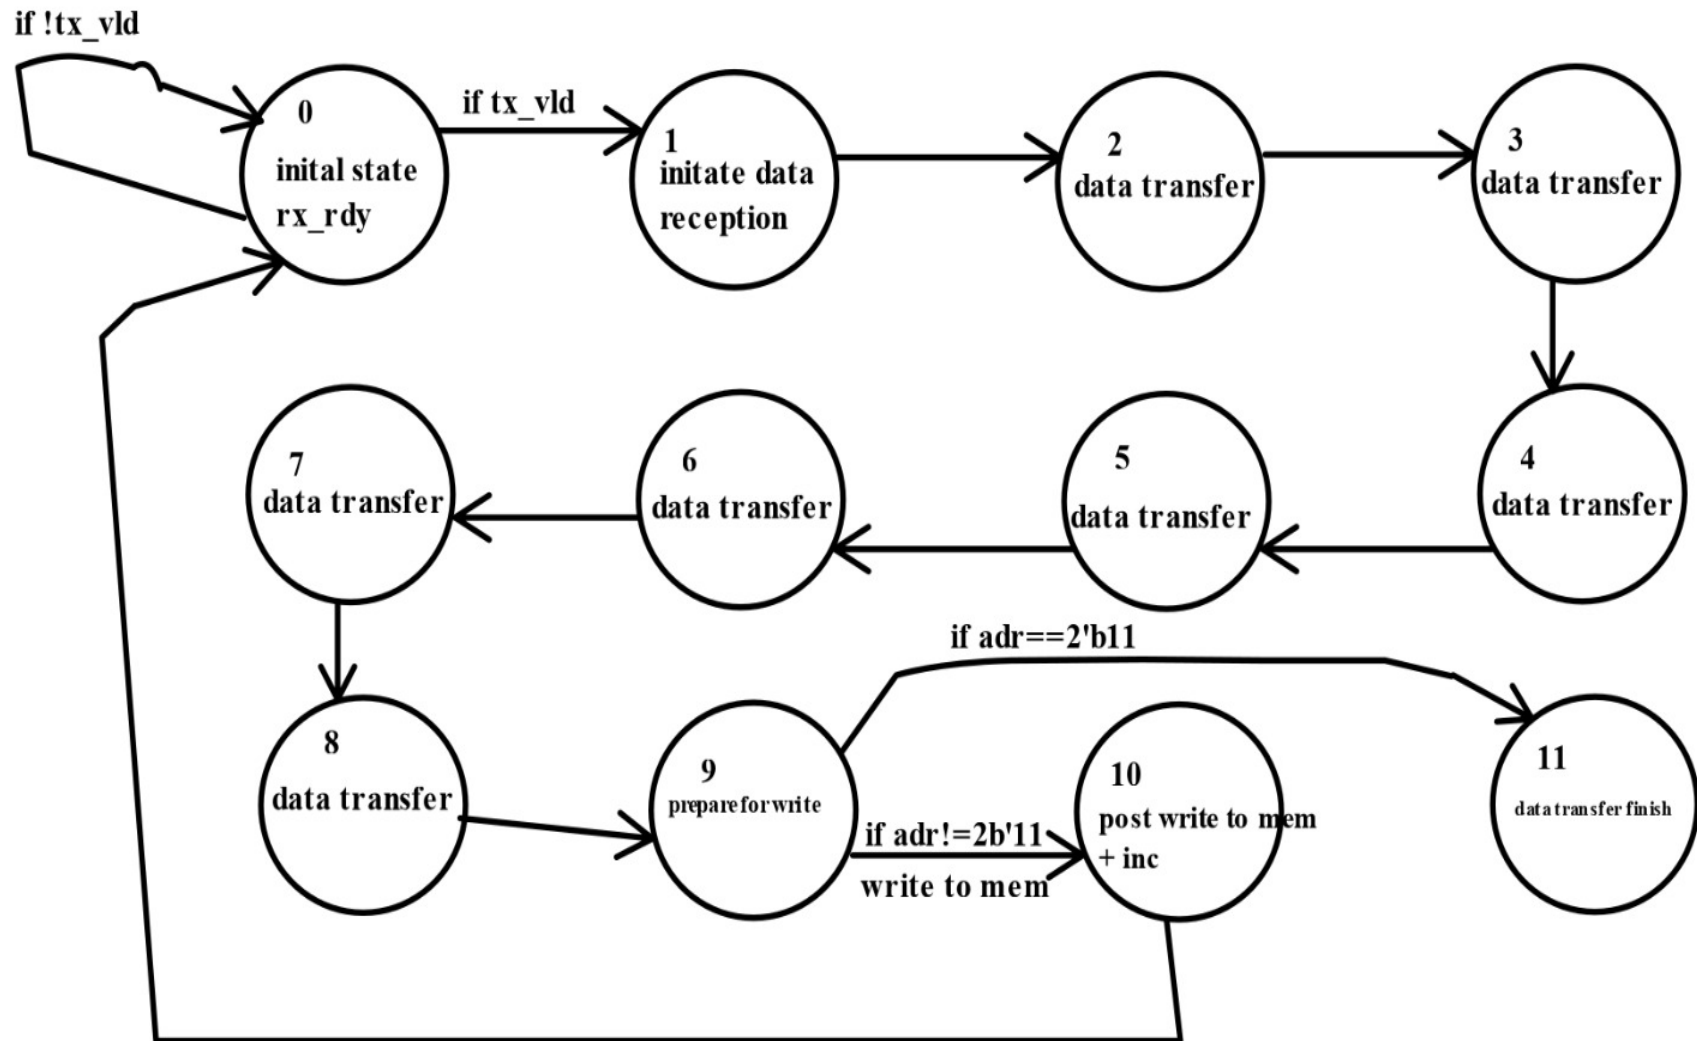 if !tx_vld
0
inital state
rx_rdy
if tx_vld
1
initate data
reception
2
data transfer
3
data transfer
4
data transfer
5
data transfer
6
data transfer
7
data transfer
8
data transfer
9
prepare for write
if adr==2'b11
if adr!=2b'11
write to mem
10
post write to mem
+ inc
11
data transfer finish